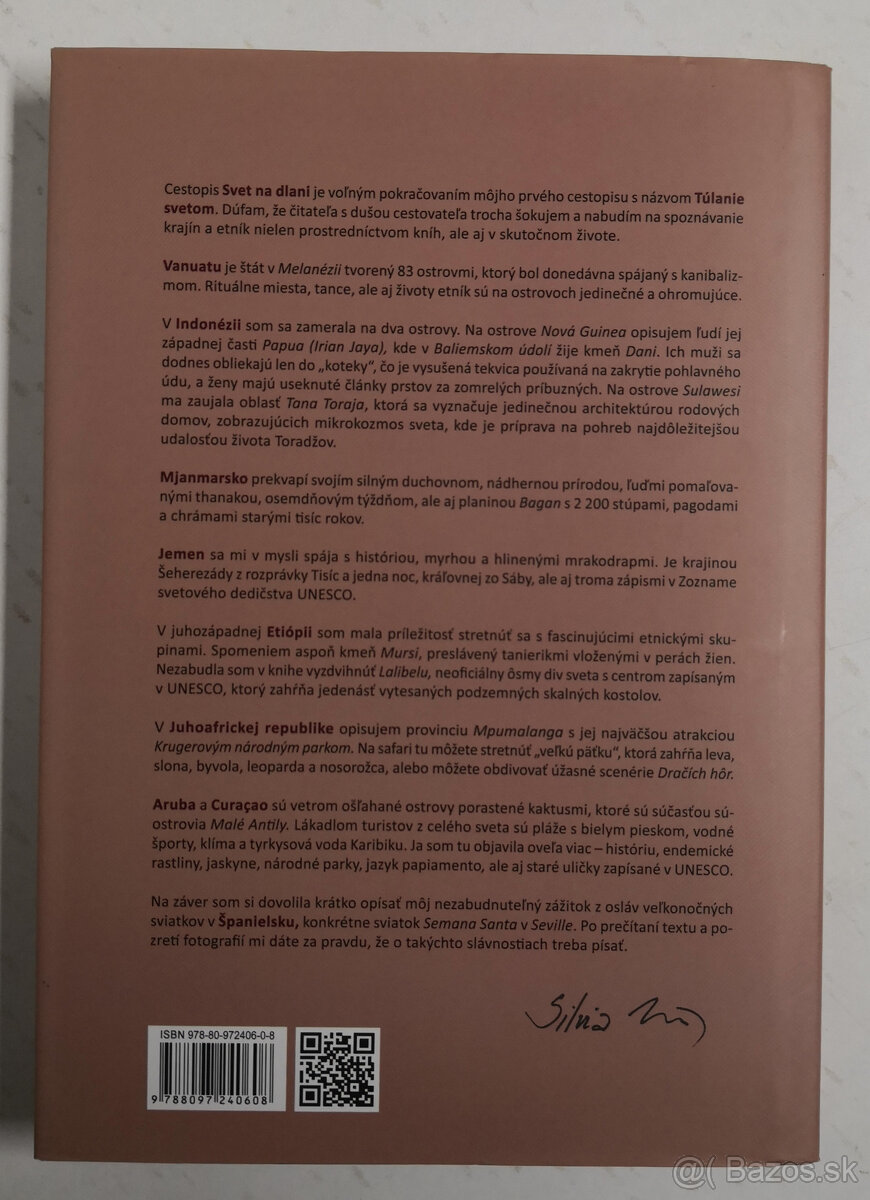 Cestopis Svet na dlani je voľným pokračovaním môjho prvého cestopisu s názvom Túlanie
svetom. Dúfam, že čitateľa s dušou cestovateľa trocha šokujem a nabudím na spoznávanie
krajín a etník nielen prostredníctvom kníh, ale aj v skutočnom živote.
Vanuatu je štát v Melanézii tvorený 83 ostrovmi, ktorý bol donedávna spájaný s kanibaliz-
mom. Rituálne miesta, tance, ale aj životy etník sú na ostrovoch jedinečné a ohromujúce.
V Indonézii som sa zamerala na dva ostrovy. Na ostrove Nová Guinea opisujem ľudí jej
západnej časti Papua (Irian Jaya), kde v Baliemskom údolí žije kmeň Dani. Ich muži sa
dodnes obliekajú len do „koteky“, čo je vysušená tekvica používaná na zakrytie pohlavného
údu, a ženy majú useknuté články prstov za zomrelých príbuzných. Na ostrove Sulawesi
ma zaujala oblasť Tana Toraja, ktorá sa vyznačuje jedinečnou architektúrou rodových
domov, zobrazujúcich mikrokozmos sveta, kde je príprava na pohreb najdôležitejšou
udalosťou života Toradžov.
Mjanmarsko prekvapí svojím silným duchovnom, nádhernou prírodou, ľuďmi pomaľova-
nými thanakou, osemdňovým týždňom, ale aj planinou Bagan s 2 200 stúpami, pagodami
a chrámami starými tisíc rokov.
Jemen sa mi v mysli spája s históriou, myrhou a hlinenými mrakodrapmi. Je krajinou
Šeherezády z rozprávky Tisíc a jedna noc, kráľovnej zo Sáby, ale aj troma zápismi v Zozname
svetového dedičstva UNESCO.
V juhozápadnej Etiópii som mala príležitosť stretnúť sa s fascinujúcimi etnickými sku-
pinami. Spomeniem aspoň kmeň Mursi, preslávený tanierikmi vloženými v perách žien.
Nezabudla som v knihe vyzdvihnúť Lalibelu, neoficiálny ôsmy div sveta s centrom zapísaným
v UNESCO, ktorý zahŕňa jedenásť vytesaných podzemných skalných kostolov.
V Juhoafrickej republike opisujem provinciu Mpumalanga s jej najväčšou atrakciou
Krugerovým národným parkom. Na safari tu môžete stretnúť „veľkú päťku“, ktorá zahŕňa leva,
slona, byvola, leoparda a nosorožca, alebo môžete obdivovať úžasné scenérie Dračích hôr.
Aruba a Curaçao sú vetrom ošľahané ostrovy porastené kaktusmi, ktoré sú súčasťou sú-
ostrovia Malé Antily. Lákadlom turistov z celého sveta sú pláže s bielym pieskom, vodné
športy, klíma a tyrkysová voda Karibiku. Ja som tu objavila oveľa viac – históriu, endemické
rastliny, jaskyne, národné parky, jazyk papiamento, ale aj staré uličky zapísané v UNESCO.
Na záver som si dovolila krátko opísať môj nezabudnuteľný zážitok z osláv veľkonočných
sviatkov v Španielsku, konkrétne sviatok Semana Santa v Seville. Po prečítaní textu a po-
zretí fotografií mi dáte za pravdu, že o takýchto slávnostiach treba písať.
Silvia
ISBN 978-80-972406-0-8
9 788097 240608
@( Bazos.sk